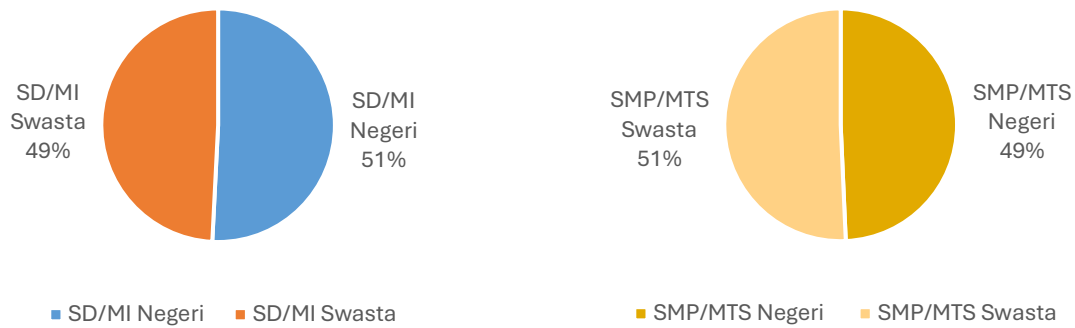 SD/MI
Swasta
49%
SD/MI
Negeri
51%
SD/MI Negeri
SD/MI Swasta
SMP/MTS
Swasta
51%
SMP/MTS
Negeri
49%
SMP/MTS Negeri
SMP/MTS Swasta